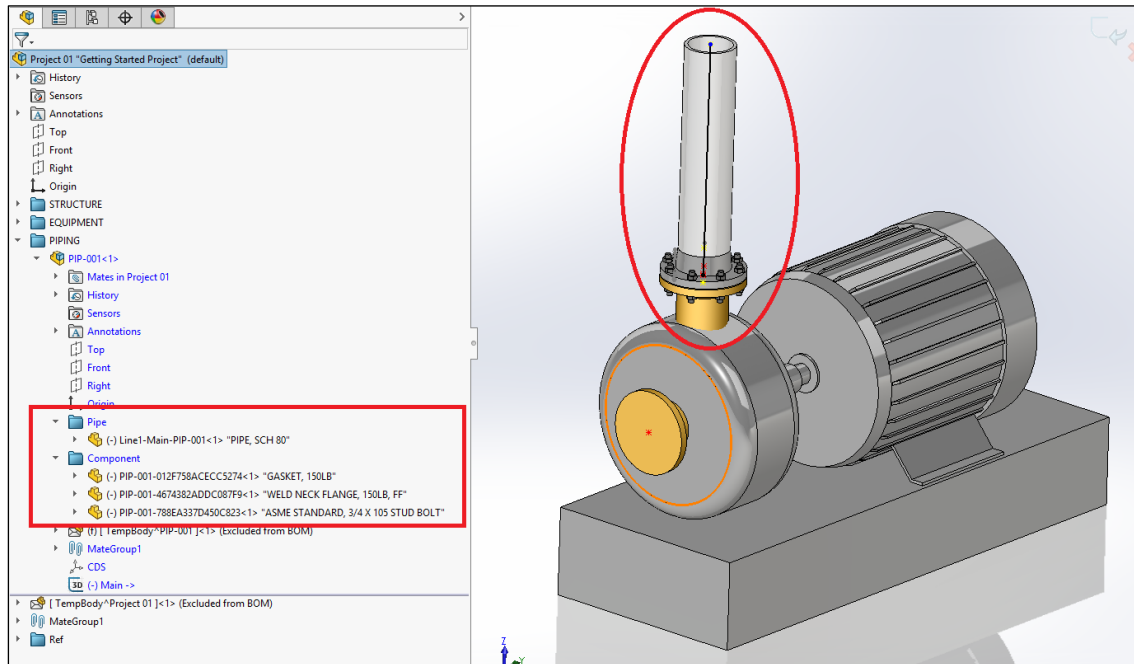 Project 01 "Getting Started Project" (default)
History
Sensors
Annotations
Top
Front
Right
Origin
STRUCTURE
EQUIPMENT
PIPING
PIP-001<1>
Mates in Project 01
History
Sensors
Annotations
Top
Front
Right
Origin
Pipe
(-) Line1-Main-PIP-001<1> "PIPE, SCH 80"
Component
(-) PIP-001-012F758ACECC5274<1> "GASKET, 150LB"
(-) PIP-001-4674382ADDC087F9<1> "WELD NECK FLANGE, 150LB, FF"
(-) PIP-001-788EA337D450C823<1> "ASME STANDARD, 3/4 X 105 STUD BOLT"
(f) [ TempBody^PIP-001 ]<1> (Excluded from BOM)
MateGroup1
CDS
3D (-) Main ->
[ TempBody^Project 01 ]<1> (Excluded from BOM)
MateGroup1
Ref
Z
Y